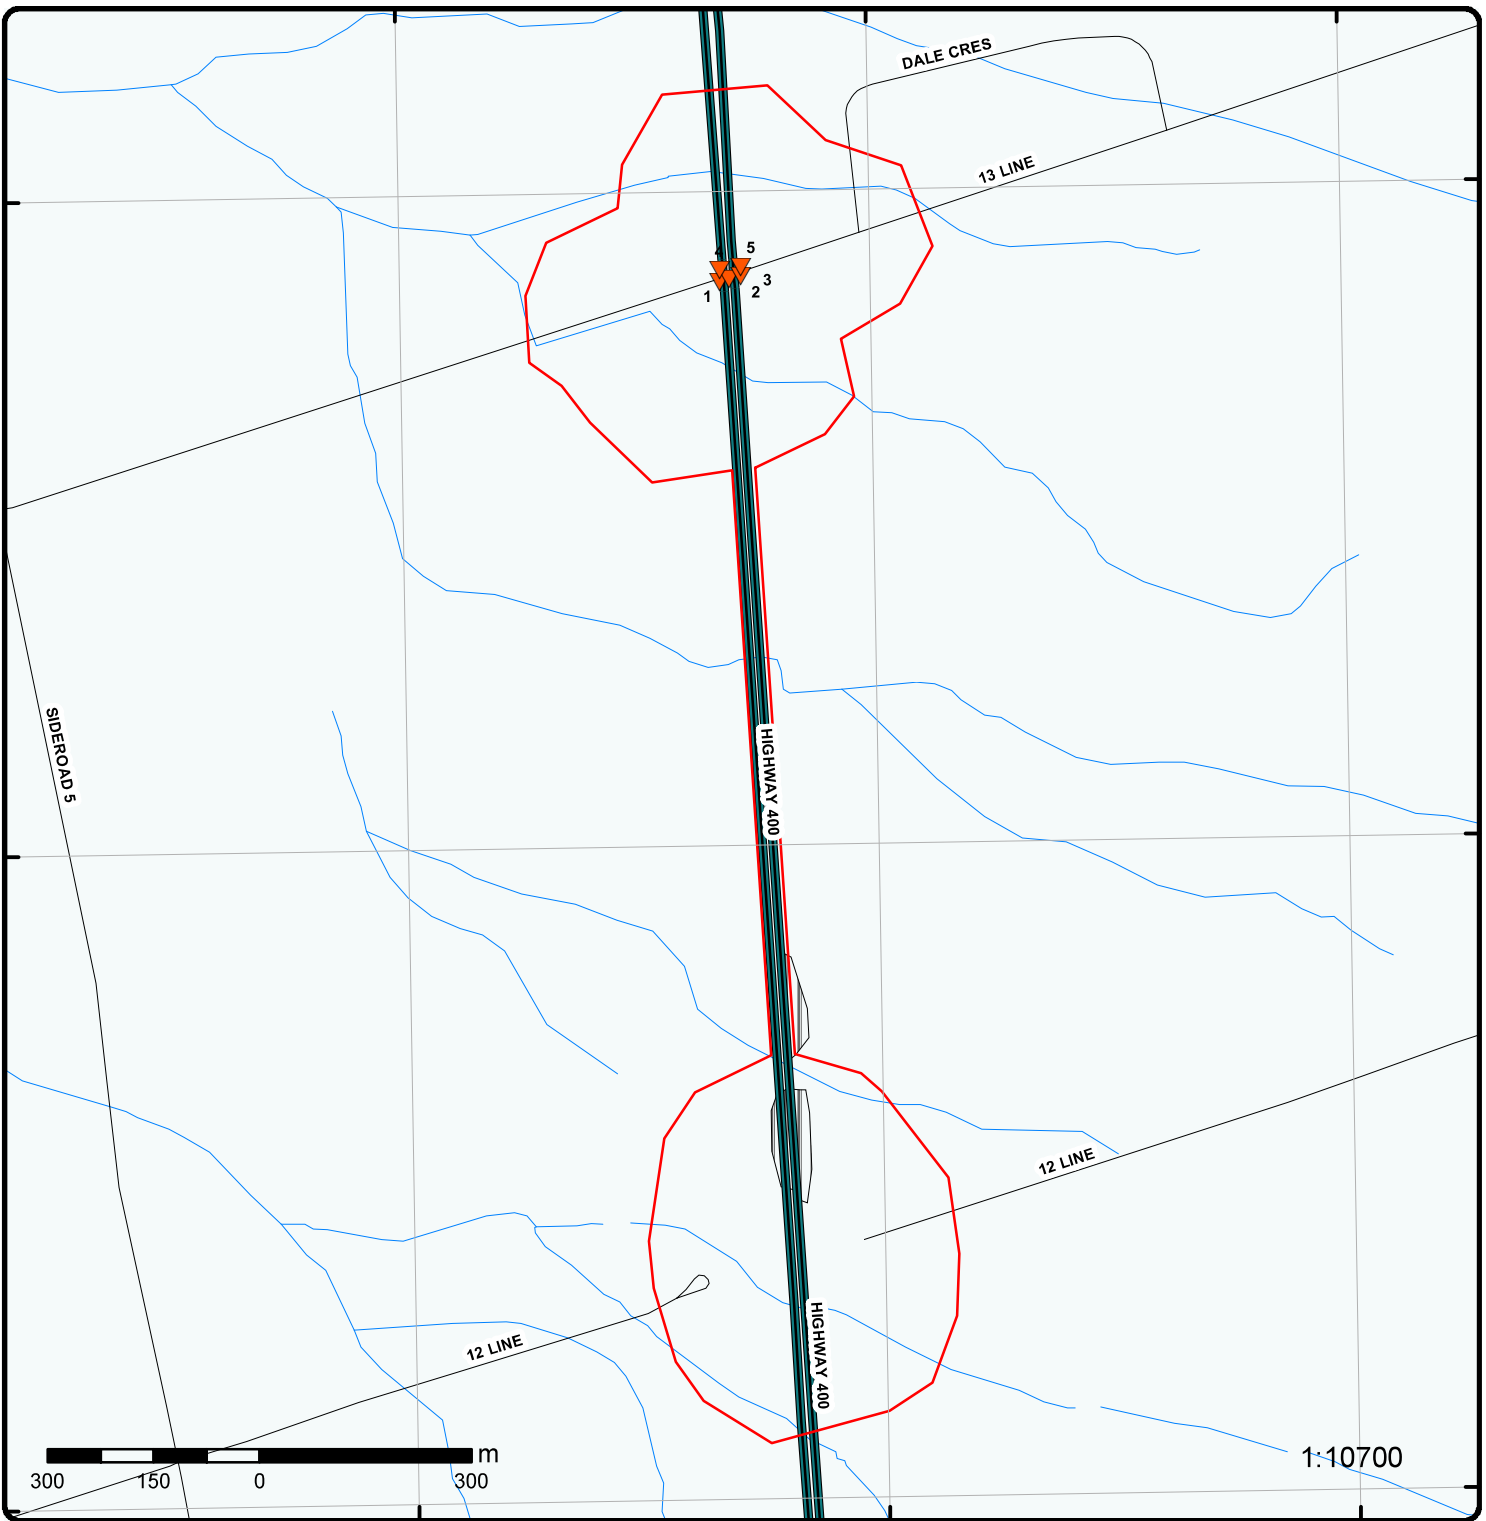 DALE CRES
13 LINE
4
5
3
2
1
SIDEROAD 5
HIGHWAY 400
12 LINE
HIGHWAY 400
12 LINE
m
300 150 0 300
1:10700